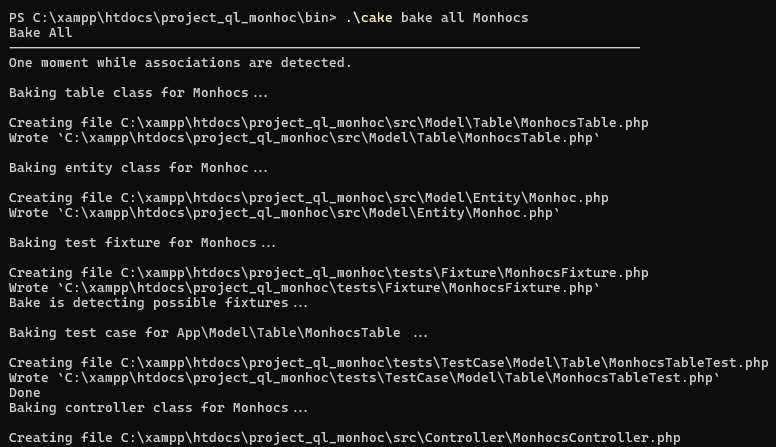 PS C:\xampp\htdocs\project_ql_monhoc\bin> .\cake bake all Monhocs
Bake All
---------------------------------------------------------------
One moment while associations are detected.
Baking table class for Monhocs...
Creating file C:\xampp\htdocs\project_ql_monhoc\src\Model\Table\MonhocsTable.php
Wrote `C:\xampp\htdocs\project_ql_monhoc\src\Model\Table\MonhocsTable.php`
Baking entity class for Monhoc...
Creating file C:\xampp\htdocs\project_ql_monhoc\src\Model\Entity\Monhoc.php
Wrote `C:\xampp\htdocs\project_ql_monhoc\src\Model\Entity\Monhoc.php`
Baking test fixture for Monhocs...
Creating file C:\xampp\htdocs\project_ql_monhoc\tests\Fixture\MonhocsFixture.php
Wrote `C:\xampp\htdocs\project_ql_monhoc\tests\Fixture\MonhocsFixture.php`
Bake is detecting possible fixtures...
Baking test case for App\Model\Table\MonhocsTable ...
Creating file C:\xampp\htdocs\project_ql_monhoc\tests\TestCase\Model\Table\MonhocsTableTest.php
Wrote `C:\xampp\htdocs\project_ql_monhoc\tests\TestCase\Model\Table\MonhocsTableTest.php`
Done
Baking controller class for Monhocs...
Creating file C:\xampp\htdocs\project_ql_monhoc\src\Controller\MonhocsController.php